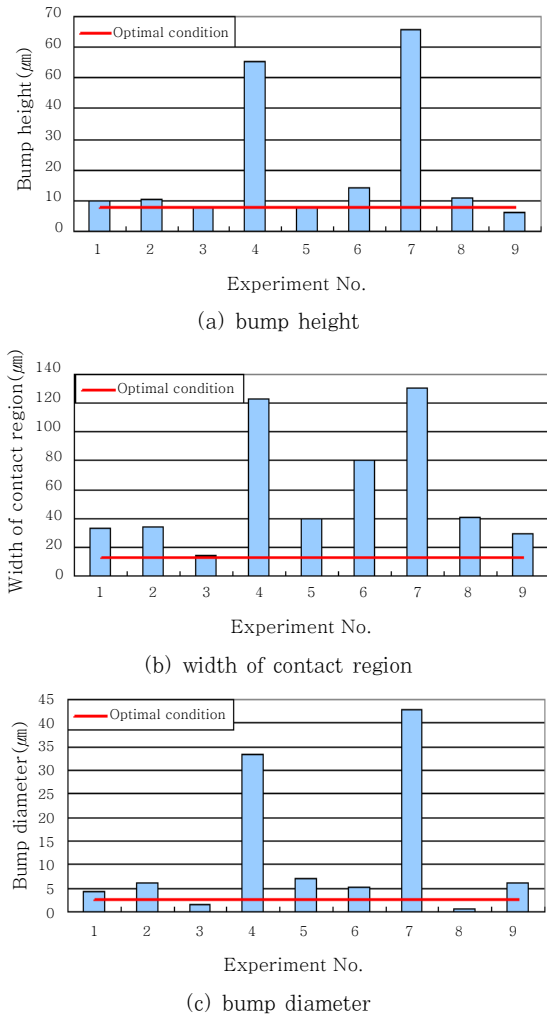 Optimal condition
Bump height(㎛)
70
60
50
40
30
20
10
0
1 2 3 4 5 6 7 8 9
Experiment No.
(a) bump height
Optimal condition
Width of contact region(㎛)
140
120
100
80
60
40
20
0
1 2 3 4 5 6 7 8 9
Experiment No.
(b) width of contact region
Optimal condition
Bump diameter(㎛)
45
40
35
30
25
20
15
10
5
0
1 2 3 4 5 6 7 8 9
Experiment No.
(c) bump diameter